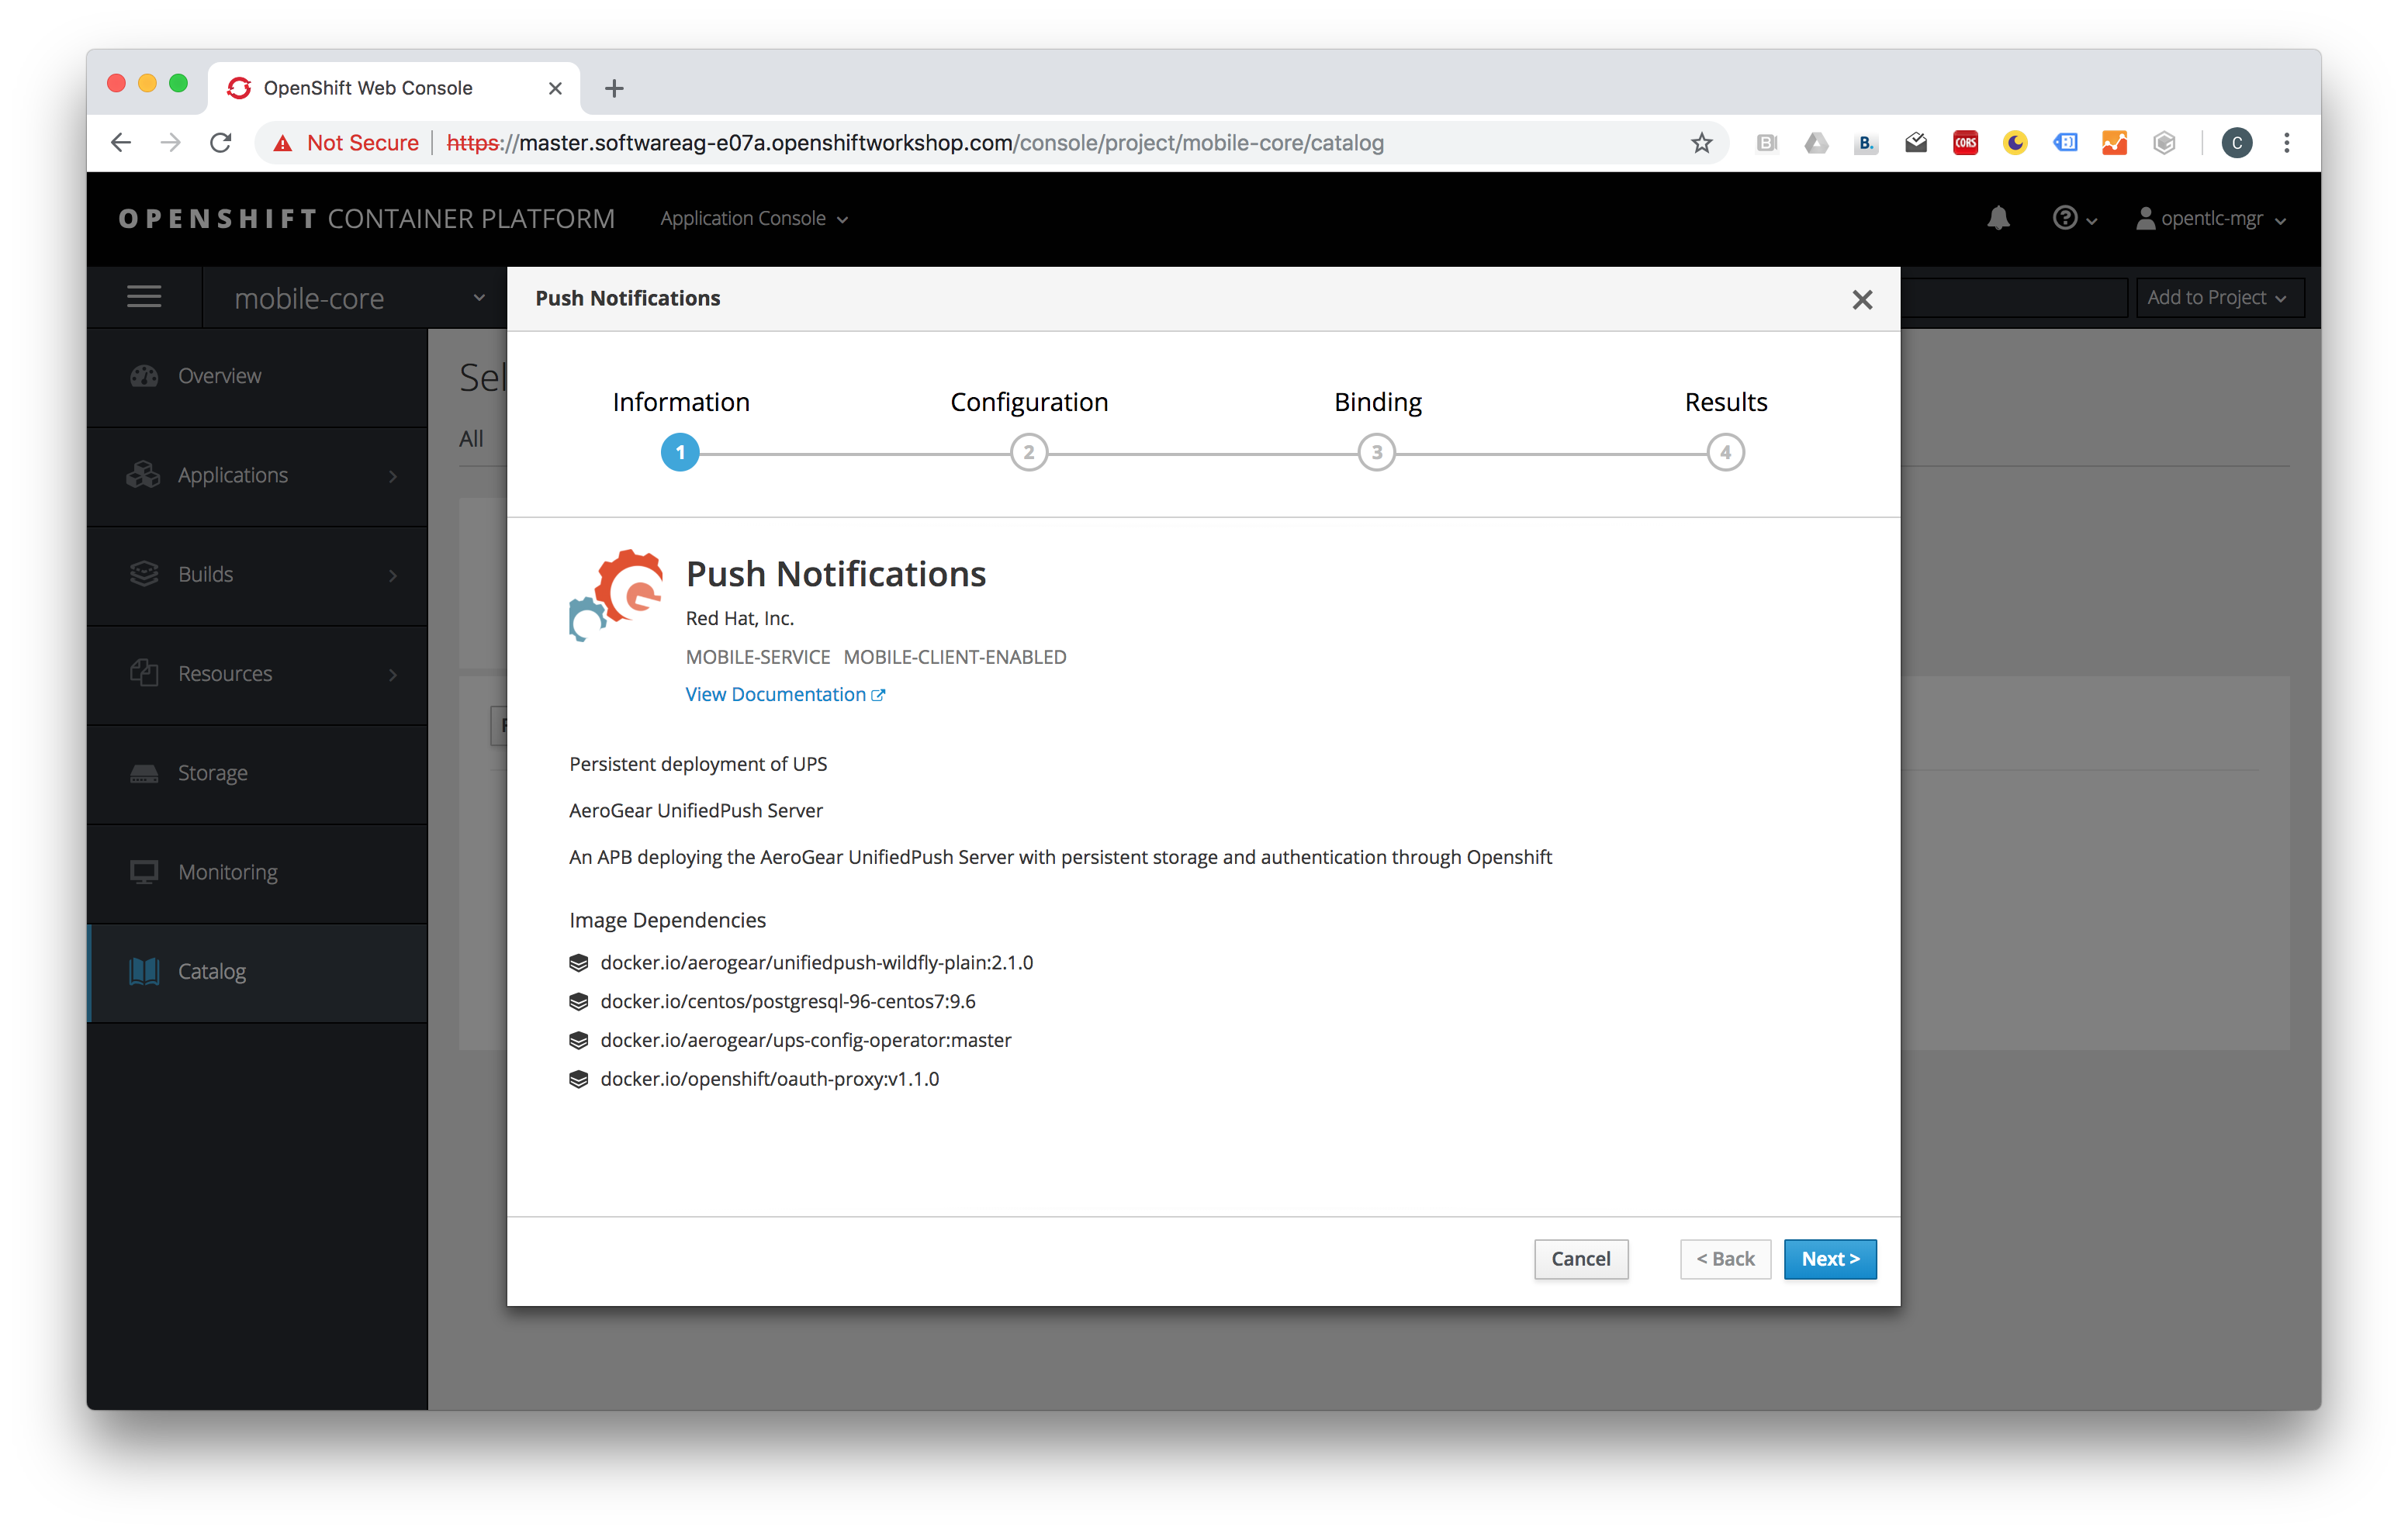 OpenShift Web Console
Not Secure https://master.softwareag-e07a.openshiftworkshop.com/console/project/mobile-core/catalog
B.
CORS
C
OPENSHIFT CONTAINER PLATFORM Application Console opentlc-mgr
mobile-core
Push Notifications
Add to Project
Overview
Applications
Builds
Resources
Storage
Monitoring
Catalog
Sel
All
Information Configuration Binding Results
1 2 3 4
Push Notifications
Red Hat, Inc.
MOBILE-SERVICE MOBILE-CLIENT-ENABLED
View Documentation
Persistent deployment of UPS
AeroGear UnifiedPush Server
An APB deploying the AeroGear UnifiedPush Server with persistent storage and authentication through Openshift
Image Dependencies
docker.io/aerogear/unifiedpush-wildfly-plain:2.1.0
docker.io/centos/postgresql-96-centos7:9.6
docker.io/aerogear/ups-config-operator:master
docker.io/openshift/oauth-proxy:v1.1.0
Cancel < Back Next >